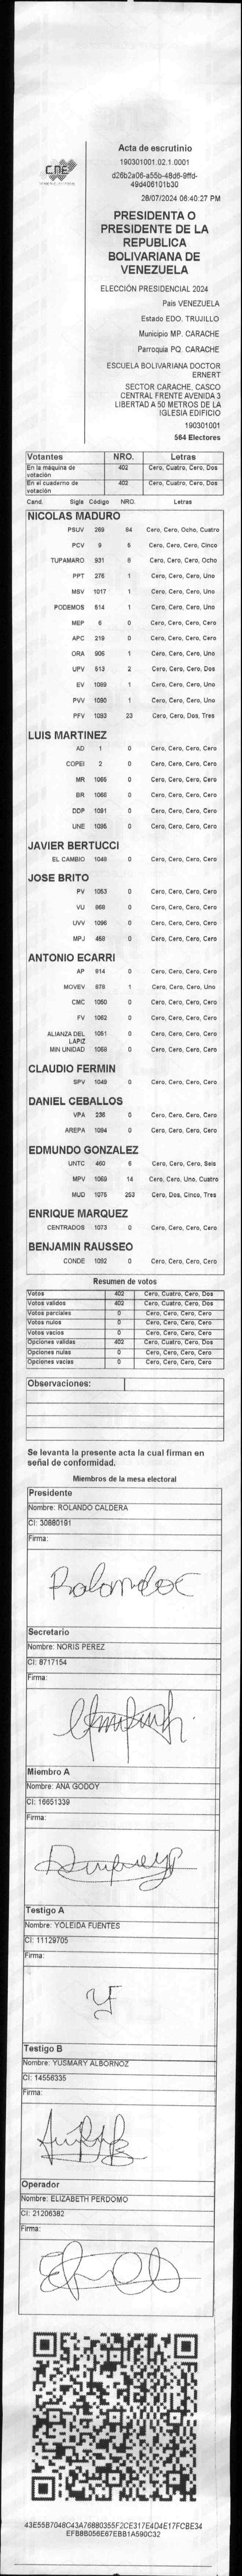 CNE
Acta de escrutinio
190301001.02.1.0001
d26b2a06-a55b-48d6-9ffd-
49d406101b30
28/07/2024 06:40:27 PM
PRESIDENTA O
PRESIDENTE DE LA
REPUBLICA
BOLIVARIANA DE
VENEZUELA
ELECCIÓN PRESIDENCIAL 2024
País VENEZUELA
Estado EDO. TRUJILLO
Municipio MP. CARACHE
Parroquia PQ. CARACHE
ESCUELA BOLIVARIANA DOCTOR
ERNERT
SECTOR CARACHE, CASCO
CENTRAL FRENTE AVENIDA 3
LIBERTAD A 50 METROS DE LA
IGLESIA EDIFICIO
190301001
564 Electores
Votantes NRO. Letras
En la máquina de votación 402 Cero, Cuatro, Cero, Dos
En el cuaderno de votación 402 Cero, Cuatro, Cero, Dos
Cand. Sigla Código NRO. Letras
NICOLAS MADURO
PSUV 269 84 Cero, Cero, Ocho, Cuatro
PCV 9 5 Cero, Cero, Cero, Cinco
TUPAMARO 931 8 Cero, Cero, Cero, Ocho
PPT 276 1 Cero, Cero, Cero, Uno
MSV 1017 1 Cero, Cero, Cero, Uno
PODEMOS 514 1 Cero, Cero, Cero, Uno
MEP 6 0 Cero, Cero, Cero, Cero
APC 219 0 Cero, Cero, Cero, Cero
ORA 905 1 Cero, Cero, Cero, Uno
UPV 513 2 Cero, Cero, Cero, Dos
EV 1089 1 Cero, Cero, Cero, Uno
PVV 1090 1 Cero, Cero, Cero, Uno
PFV 1093 23 Cero, Cero, Dos, Tres
LUIS MARTINEZ
AD 1 0 Cero, Cero, Cero, Cero
COPEI 2 0 Cero, Cero, Cero, Cero
MR 1065 0 Cero, Cero, Cero, Cero
BR 1066 0 Cero, Cero, Cero, Cero
DDP 1091 0 Cero, Cero, Cero, Cero
UNE 1095 0 Cero, Cero, Cero, Cero
JAVIER BERTUCCI
EL CAMBIO 1048 0 Cero, Cero, Cero, Cero
JOSE BRITO
PV 1053 0 Cero, Cero, Cero, Cero
VU 968 0 Cero, Cero, Cero, Cero
UVV 1096 0 Cero, Cero, Cero, Cero
MPJ 458 0 Cero, Cero, Cero, Cero
ANTONIO ECARRI
AP 914 0 Cero, Cero, Cero, Cero
MOVEV 879 1 Cero, Cero, Cero, Uno
CMC 1050 0 Cero, Cero, Cero, Cero
FV 1062 0 Cero, Cero, Cero, Cero
ALIANZA DEL LAPIZ 1051 0 Cero, Cero, Cero, Cero
MIN UNIDAD 1059 0 Cero, Cero, Cero, Cero
CLAUDIO FERMIN
SPV 1049 0 Cero, Cero, Cero, Cero
DANIEL CEBALLOS
VPA 236 0 Cero, Cero, Cero, Cero
AREPA 1094 0 Cero, Cero, Cero, Cero
EDMUNDO GONZALEZ
UNTC 460 6 Cero, Cero, Cero, Seis
MPV 1069 14 Cero, Cero, Uno, Cuatro
MUD 1075 253 Cero, Dos, Cinco, Tres
ENRIQUE MARQUEZ
CENTRADOS 1073 0 Cero, Cero, Cero, Cero
BENJAMIN RAUSSEO
CONDE 1092 0 Cero, Cero, Cero, Cero
Resumen de votos
Votos 402 Cero, Cuatro, Cero, Dos
Votos validos 402 Cero, Cuatro, Cero, Dos
Votos parciales 0 Cero, Cero, Cero, Cero
Votos nulos 0 Cero, Cero, Cero, Cero
Votos vacios 0 Cero, Cero, Cero, Cero
Opciones validas 402 Cero, Cuatro, Cero, Dos
Opciones nulas 0 Cero, Cero, Cero, Cero
Opciones vacias 0 Cero, Cero, Cero, Cero
Observaciones:
Se levanta la presente acta la cual firman en
señal de conformidad.
Miembros de la mesa electoral
Presidente
Nombre: ROLANDO CALDERA
CI: 30880191
Firma:
RolandoC
Secretario
Nombre: NORIS PEREZ
CI: 8717154
Firma:
Miembro A
Nombre: ANA GODOY
CI: 16651339
Firma:
Testigo A
Nombre: YOLEIDA FUENTES
CI: 11129705
Firma:
Testigo B
Nombre: YUSMARY ALBORNOZ
CI: 14556335
Firma:
Operador
Nombre: ELIZABETH PERDOMO
CI: 21206382
Firma:
43E55B7048C43A76880355F2CE317E4D4E17FCBE34
EFB8B056E67EBB1A590C32